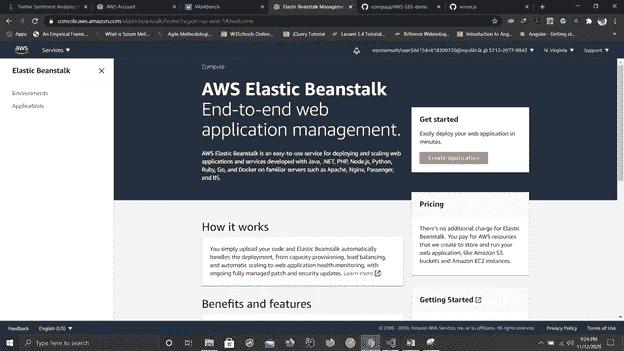 Twitter Sentiment Analysis
AWS Account
Workbench
Elastic Beanstalk Managemen
server.js
console.aws.amazon.com/elasticbeanstalk/home?region=us-east-1#/welcome
Apps
An Empirical Frame...
What is Scrum Met...
Agile Methodologie...
W3Schools Online...
jQuery Tutorial
Laravel 5.4 Tutorial...
Bitfumes Webnolog...
Introduction to Ang...
Angular - Getting st...
aws
Services
N. Virginia
Support
Elastic Beanstalk
Environments
Applications
Compute
AWS Elastic Beanstalk
End-to-end web
application management.
AWS Elastic Beanstalk is an easy-to-use service for deploying and scaling web
applications and services developed with Java, .NET, PHP, Node.js, Python,
Ruby, Go, and Docker on familiar servers such as Apache, Nginx, Passenger,
and IIS.
Get started
Easily deploy your web application in
minutes.
Create Application
Pricing
There's no additional charge for Elastic
Beanstalk. You pay for AWS resources
that we create to store and run your
web application, like Amazon S3
buckets and Amazon EC2 instances.
How it works
You simply upload your code and Elastic Beanstalk automatically
handles the deployment, from capacity provisioning, load balancing,
and automatic scaling to web application health monitoring, with
ongoing fully managed patch and security updates. Learn more
Benefits and features
Getting Started
Feedback
English (US)
© 2008 - 2020, Amazon Web Services, Inc. or its affiliates. All rights reserved.
Privacy Policy
Terms of Use
Type here to search
9:24 PM
11/12/2020